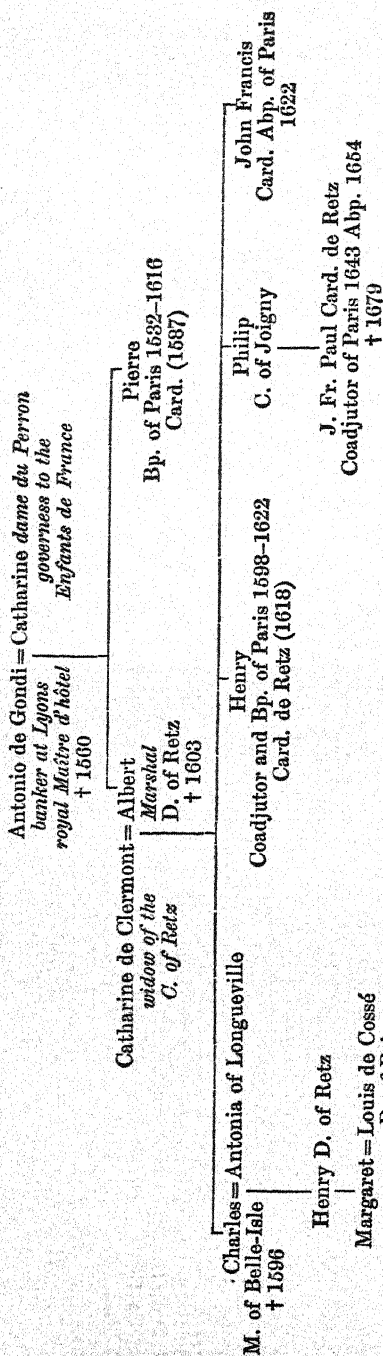 Antonio de Gondi=Catharine dame du Perron
banker at Lyons
royal Maître d'hôtel
† 1560
governess to the
Enfants de France
Catharine de Clermont=Albert
widow of the
C. of Retz
Marshal
D. of Retz
† 1603
Pierre
Bp. of Paris 1532–1616
Card. (1587)
Charles=Antonia of Longueville
M. of Belle-Isle
† 1596
Henry
Coadjutor and Bp. of Paris 1598–1622
Card. de Retz (1618)
Philip
C. of Joigny
John Francis
Card. Abp. of Paris
1622
Henry D. of Retz
J. Fr. Paul Card. de Retz
Coadjutor of Paris 1643 Abp. 1654
† 1679
Margaret=Louis de Cossé